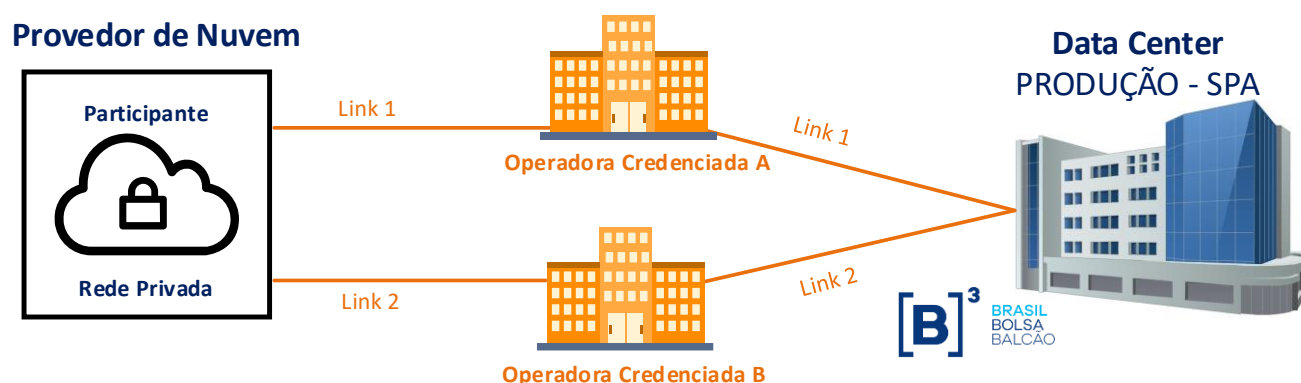 Provedor de Nuvem
Participante
Rede Privada
Link 1
Link 2
Operadora Credenciada A
Operadora Credenciada B
Link 1
Link 2
Data Center
PRODUÇÃO - SPA
[B]³
BRASIL
BOLSA
BALCÃO